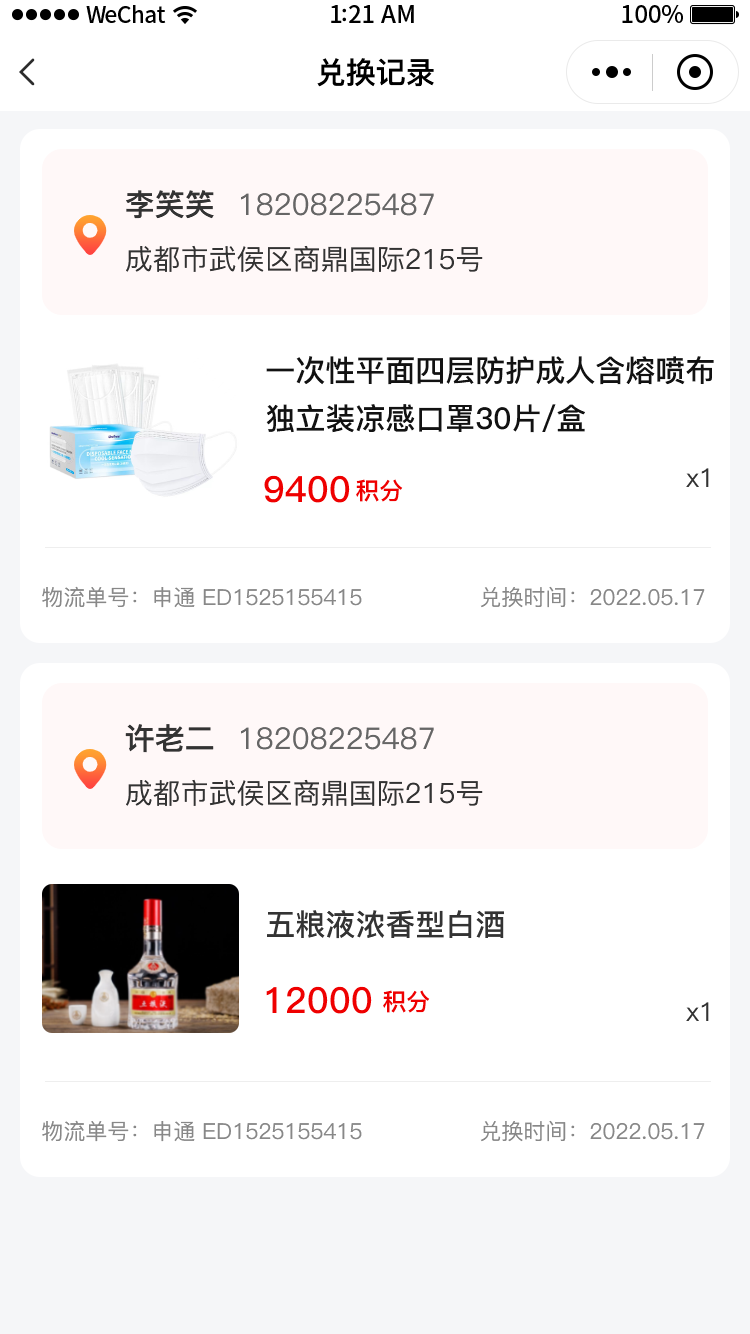 WeChat 1:21 AM 100%
兑换记录
李笑笑 18208225487
成都市武侯区商鼎国际215号
一次性平面四层防护成人含熔喷布
独立装凉感口罩30片/盒
9400 积分
x1
物流单号：申通 ED1525155415 兑换时间：2022.05.17
许老二 18208225487
成都市武侯区商鼎国际215号
五粮液浓香型白酒
五粮液
12000 积分
x1
物流单号：申通 ED1525155415 兑换时间：2022.05.17